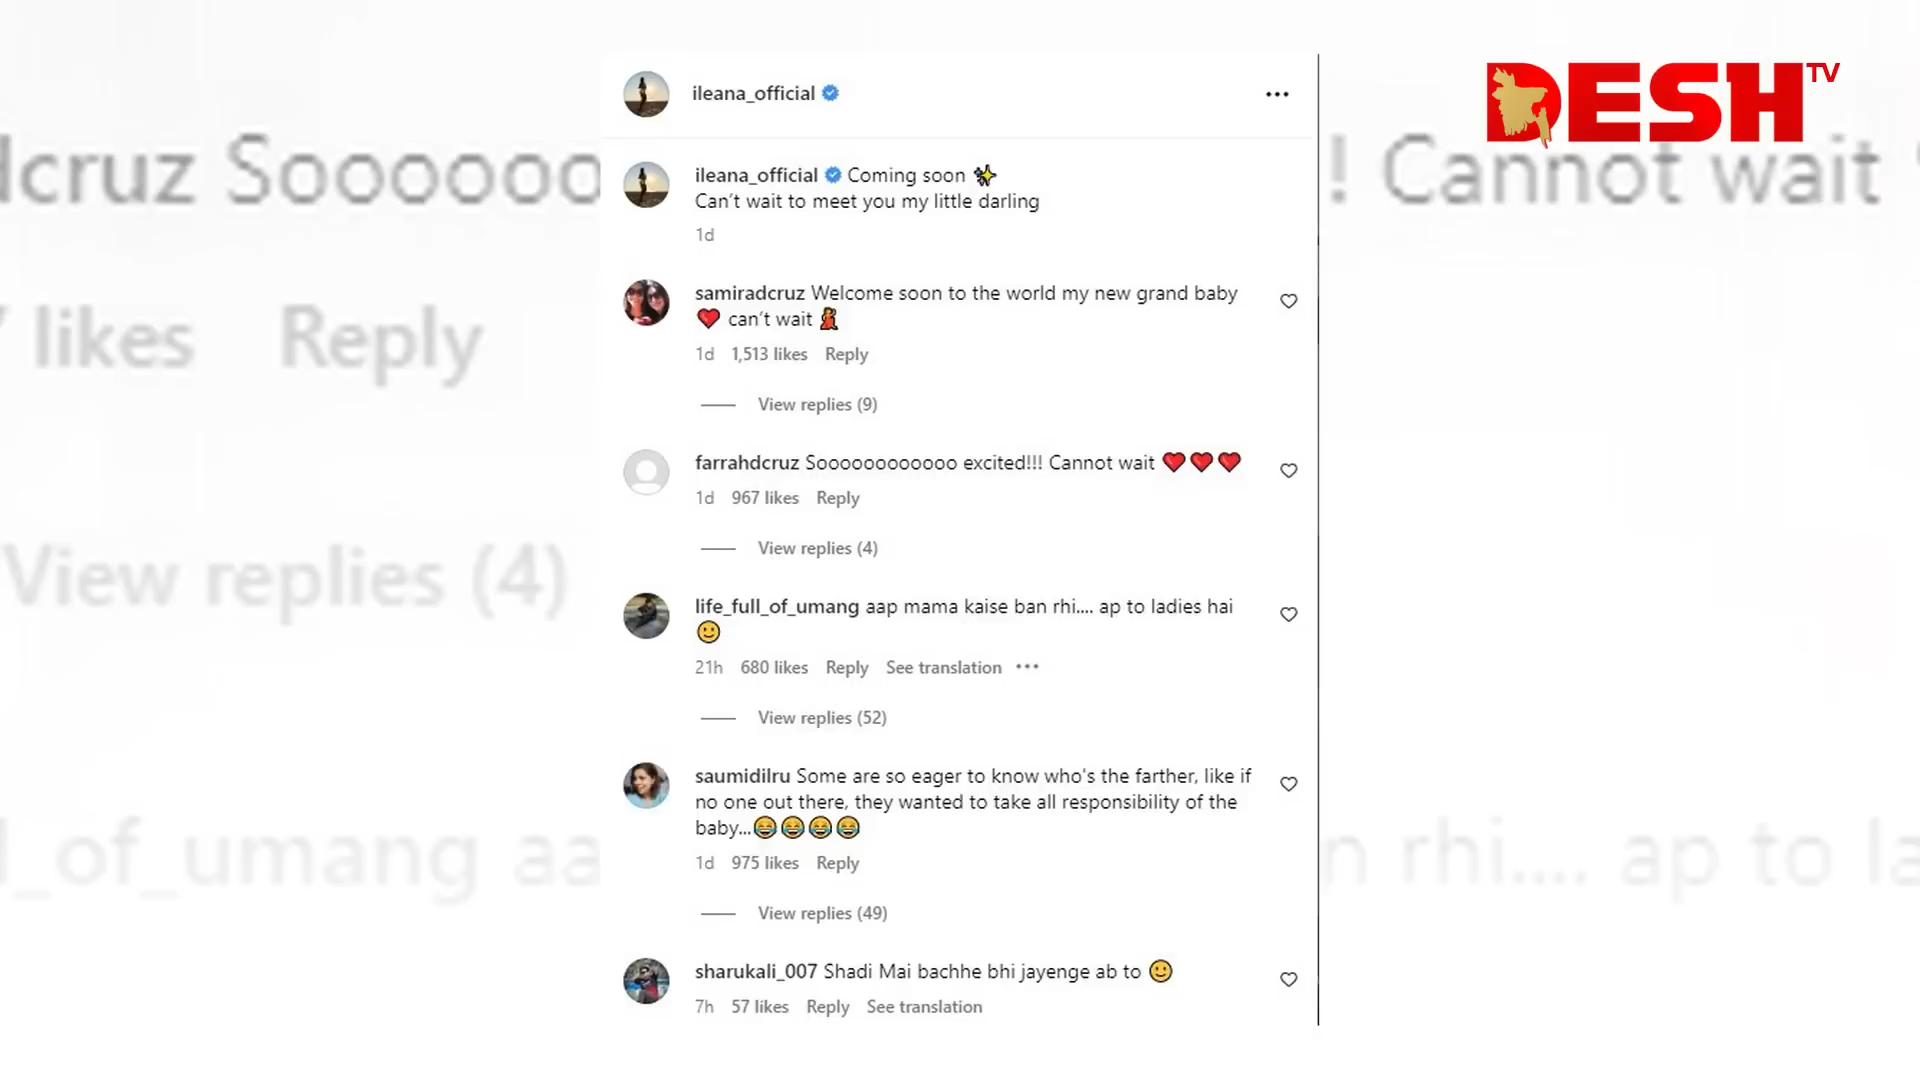 DESH TV
ileana_official
ileana_official Coming soon ✨
Can't wait to meet you my little darling
1d
samiradcruz Welcome soon to the world my new grand baby
❤️ can't wait 💃
1d 1,513 likes Reply
View replies (9)
farrahdcruz Soooooooooooo excited!!! Cannot wait ❤️❤️❤️
1d 967 likes Reply
View replies (4)
life_full_of_umang aap mama kaise ban rhi.... ap to ladies hai
🙂
21h 680 likes Reply See translation •••
View replies (52)
saumidilru Some are so eager to know who's the farther, like if
no one out there, they wanted to take all responsibility of the
baby...😂😂😂😂
1d 975 likes Reply
View replies (49)
sharukali_007 Shadi Mai bachhe bhi jayenge ab to 🙂
7h 57 likes Reply See translation
dcruz Soooooo
! Cannot wait
likes Reply
View replies (4)
_of_umang aa
n rhi.... ap to la